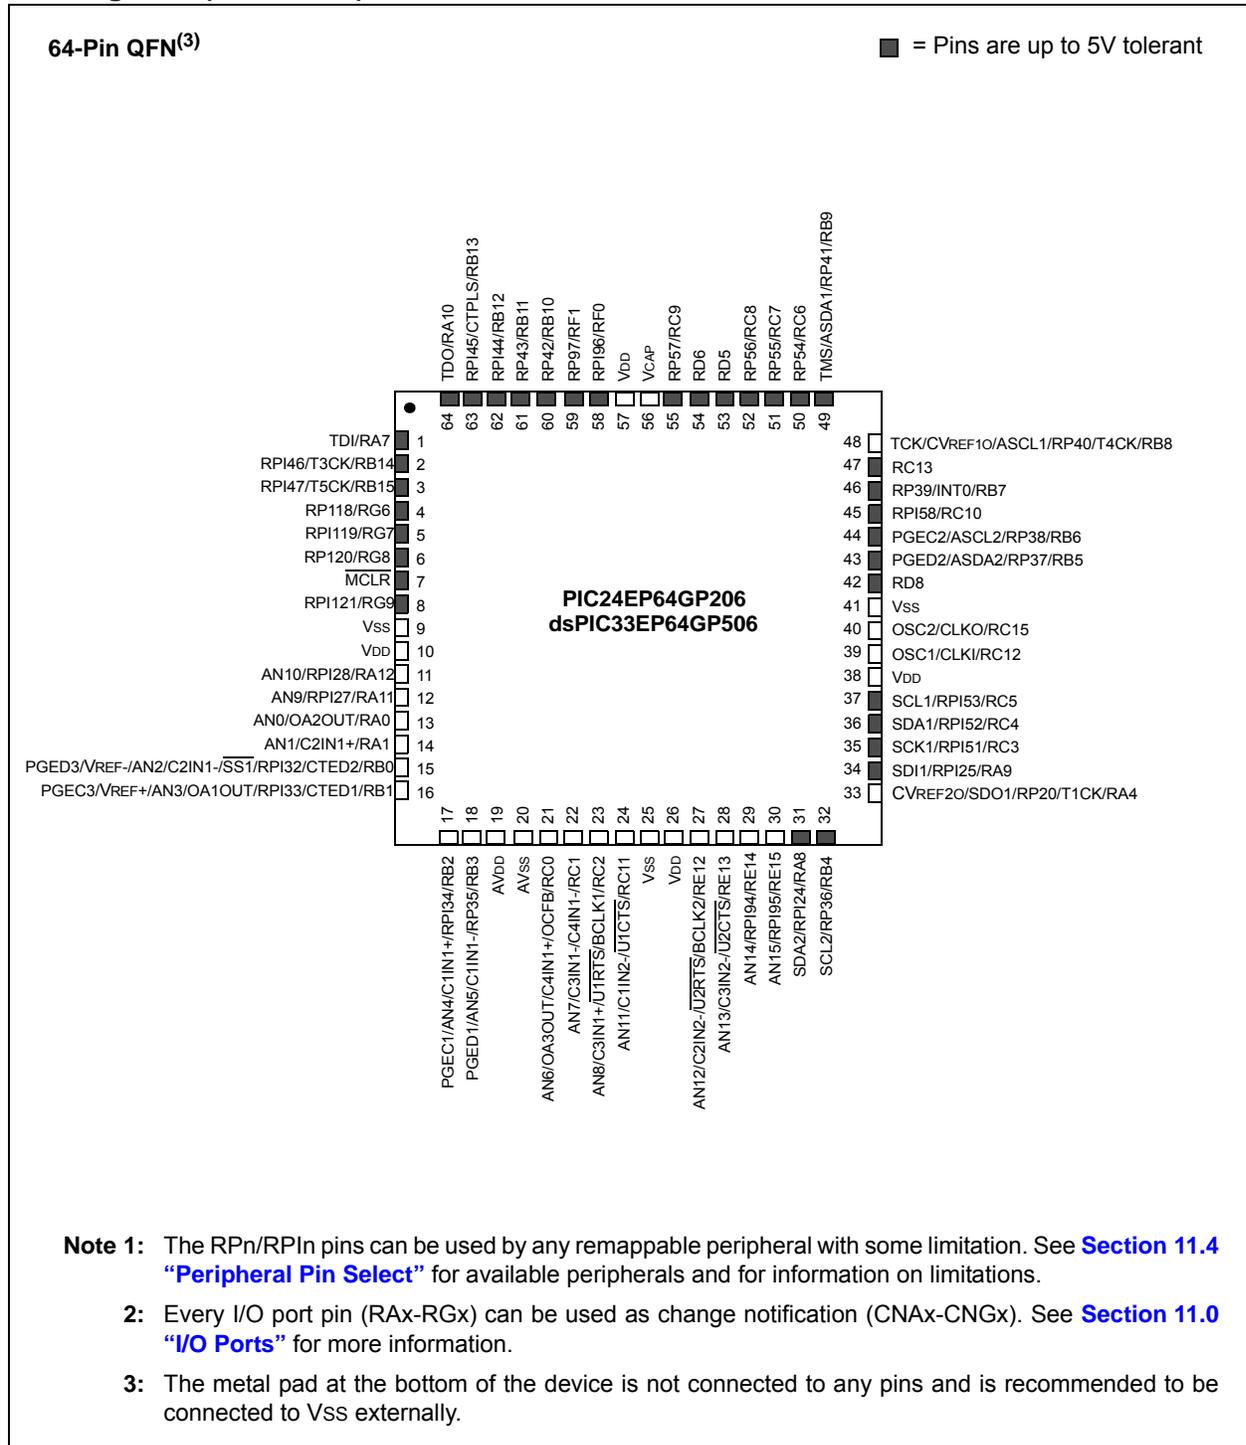 64-Pin QFN(3)
= Pins are up to 5V tolerant
TDO/RA10
RPI45/CTPLS/RB13
RPI44/RB12
RP43/RB11
RP42/RB10
RP97/RF1
RPI96/RF0
VDD
VCAP
RP57/RC9
RD6
RD5
RP56/RC8
RP55/RC7
RP54/RC6
TMS/ASDA1/RP41/RB9
64
63
62
61
60
59
58
57
56
55
54
53
52
51
50
49
TDI/RA7 1
RPI46/T3CK/RB14 2
RPI47/T5CK/RB15 3
RP118/RG6 4
RPI119/RG7 5
RP120/RG8 6
MCLR 7
RPI121/RG9 8
VSS 9
VDD 10
AN10/RPI28/RA12 11
AN9/RPI27/RA11 12
AN0/OA2OUT/RA0 13
AN1/C2IN1+/RA1 14
PGED3/VREF-/AN2/C2IN1-/SS1/RPI32/CTED2/RB0 15
PGEC3/VREF+/AN3/OA1OUT/RPI33/CTED1/RB1 16
PIC24EP64GP206
dsPIC33EP64GP506
48 TCK/CVREF1O/ASCL1/RP40/T4CK/RB8
47 RC13
46 RP39/INT0/RB7
45 RPI58/RC10
44 PGEC2/ASCL2/RP38/RB6
43 PGED2/ASDA2/RP37/RB5
42 RD8
41 VSS
40 OSC2/CLKO/RC15
39 OSC1/CLKI/RC12
38 VDD
37 SCL1/RPI53/RC5
36 SDA1/RPI52/RC4
35 SCK1/RPI51/RC3
34 SDI1/RPI25/RA9
33 CVREF2O/SDO1/RP20/T1CK/RA4
17
18
19
20
21
22
23
24
25
26
27
28
29
30
31
32
PGEC1/AN4/C1IN1+/RPI34/RB2
PGED1/AN5/C1IN1-/RP35/RB3
AVDD
AVSS
AN6/OA3OUT/C4IN1+/OCFB/RC0
AN7/C3IN1-/C4IN1-/RC1
AN8/C3IN1+/U1RTS/BCLK1/RC2
AN11/C1IN2-/U1CTS/RC11
VSS
VDD
AN12/C2IN2-/U2RTS/BCLK2/RE12
AN13/C3IN2-/U2CTS/RE13
AN14/RPI94/RE14
AN15/RPI95/RE15
SDA2/RPI24/RA8
SCL2/RP36/RB4
Note 1: The RPn/RPIn pins can be used by any remappable peripheral with some limitation. See Section 11.4
“Peripheral Pin Select” for available peripherals and for information on limitations.
2: Every I/O port pin (RAx-RGx) can be used as change notification (CNAx-CNGx). See Section 11.0
“I/O Ports” for more information.
3: The metal pad at the bottom of the device is not connected to any pins and is recommended to be
connected to VSS externally.